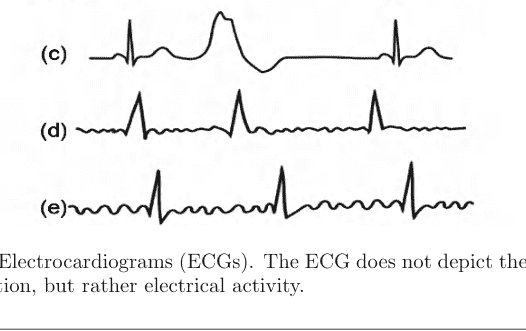 (c)
(d)
(e)
Electrocardiograms (ECGs). The ECG does not depict the
tion, but rather electrical activity.